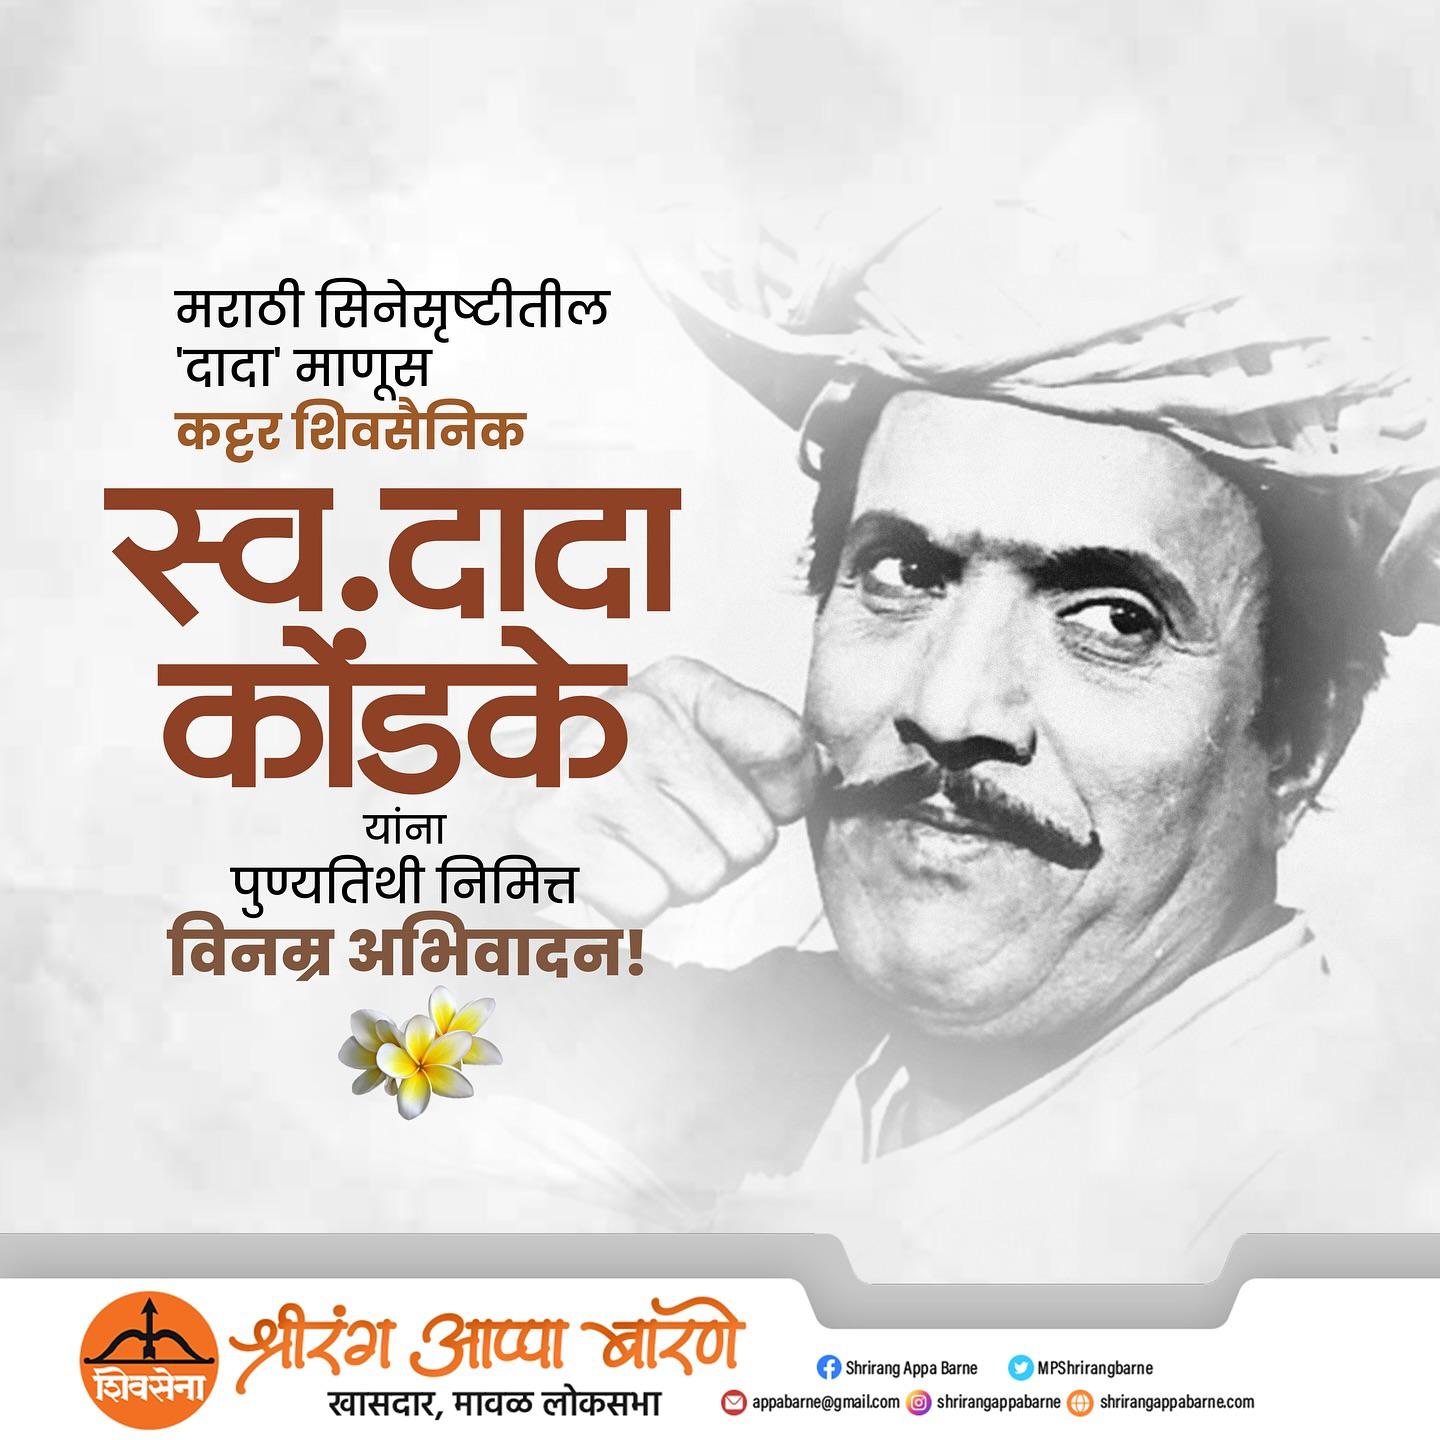 मराठी सिनेसृष्टीतील
'दादा' माणूस
कट्टर शिवसैनिक
स्व.दादा
कोंडके
यांना
पुण्यतिथी निमित्त
विनम्र अभिवादन!
शिवसेना
श्रीरंग आप्पा बारणे
खासदार, मावळ लोकसभा
Shrirang Appa Barne MPShrirangbarne
appabarne@gmail.com shrirangappabarne shrirangappabarne.com